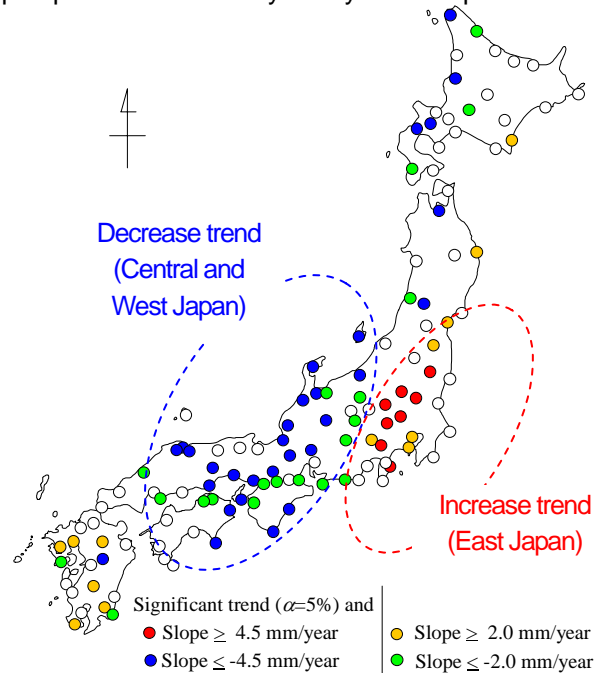 Decrease trend
(Central and
West Japan)
Increase trend
(East Japan)
Significant trend (α=5%) and
Slope ≥ 4.5 mm/year
Slope ≤ -4.5 mm/year
Slope ≥ 2.0 mm/year
Slope ≤ -2.0 mm/year